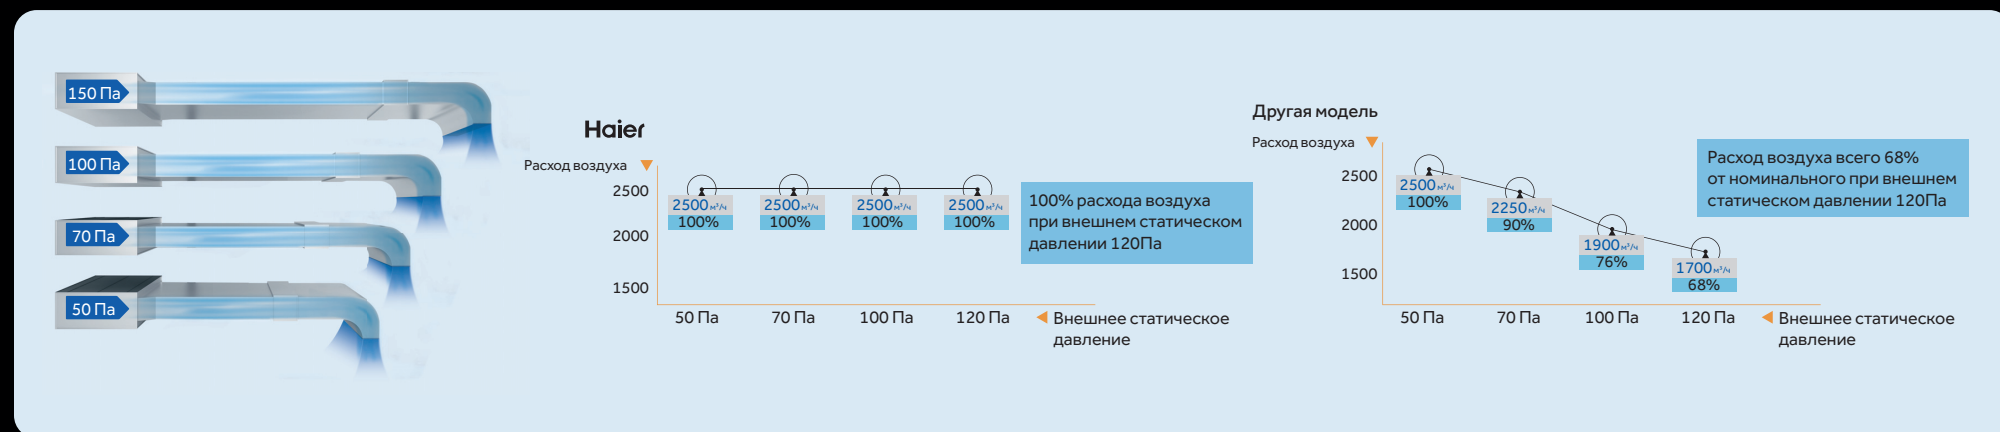 150 Па
100 Па
70 Па
50 Па
Haier
Расход воздуха
2500
2000
1500
2500 м³/ч
100%
2500 м³/ч
100%
2500 м³/ч
100%
2500 м³/ч
100%
50 Па
70 Па
100 Па
120 Па
Внешнее статическое
давление
100% расхода воздуха
при внешнем статическом
давлении 120Па
Другая модель
Расход воздуха
2500
2000
1500
2500 м³/ч
100%
2250 м³/ч
90%
1900 м³/ч
76%
1700 м³/ч
68%
50 Па
70 Па
100 Па
120 Па
Внешнее статическое
давление
Расход воздуха всего 68%
от номинального при внешнем
статическом давлении 120Па